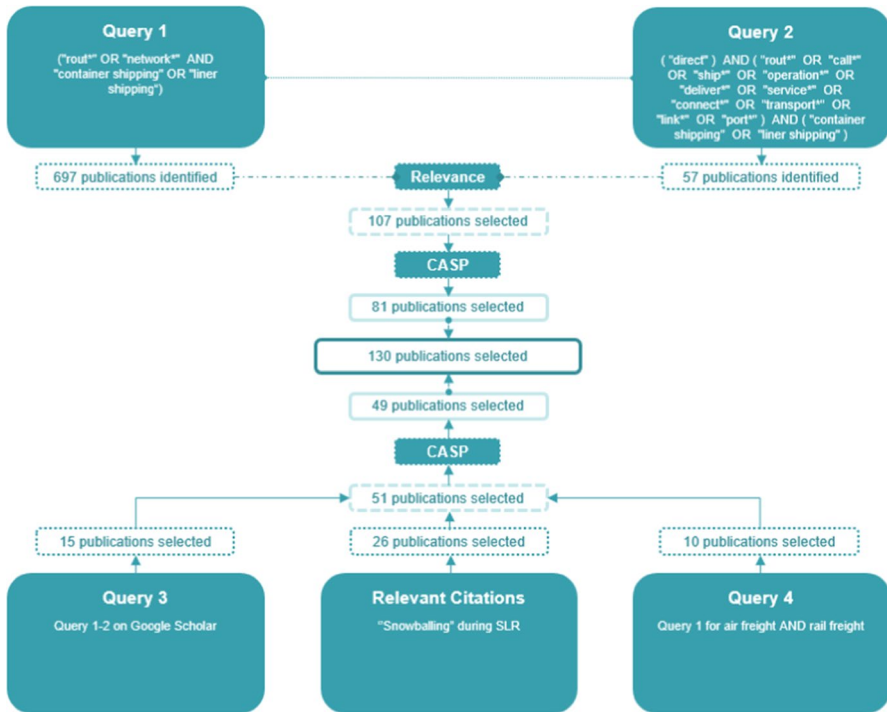 Query 1
("rout*" OR "network*" AND
"container shipping" OR "liner
shipping")
Query 2
( "direct" ) AND ( "rout*" OR "call*"
OR "ship*" OR "operation*" OR
"deliver*" OR "service*" OR
"connect*" OR "transport*" OR
"link*" OR "port*" ) AND ( "container
shipping" OR "liner shipping" )
697 publications identified
Relevance
57 publications identified
107 publications selected
CASP
81 publications selected
130 publications selected
49 publications selected
CASP
51 publications selected
15 publications selected
26 publications selected
10 publications selected
Query 3
Query 1-2 on Google Scholar
Relevant Citations
"Snowballing" during SLR
Query 4
Query 1 for air freight AND rail freight